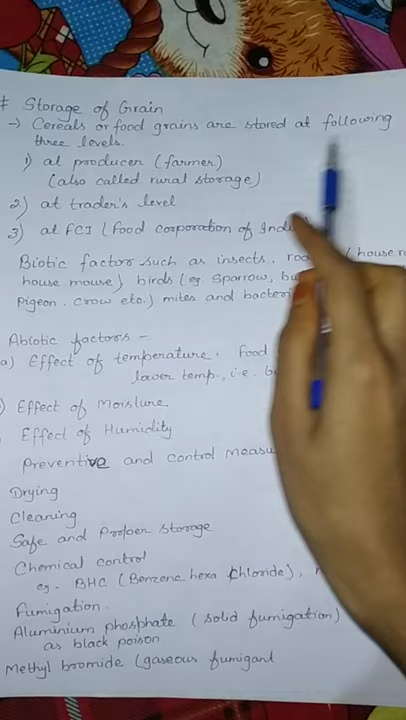 # Storage of Grain
→ Cereals or food grains are stored at following
three levels.
1) at producer (farmer)
(also called rural storage)
2) at trader's level
3) at FCI (Food corporation of
Biotic factors such as insects, house
house mouse) birds (eg. Sparrow,
Pigeon. Crow etc.) mites and
Abiotic factors -
a) Effect of temperature. Food
lower temp., i.e.
) Effect of Moisture
Effect of Humidity
Preventive and control
Drying
Cleaning
Safe and Proper storage
Chemical control
eg. BHC (Benzene hexa Chloride),
Fumigation.
Aluminium phosphate (solid fumigation)
as black poison
Methyl bromide (gaseous fumigant